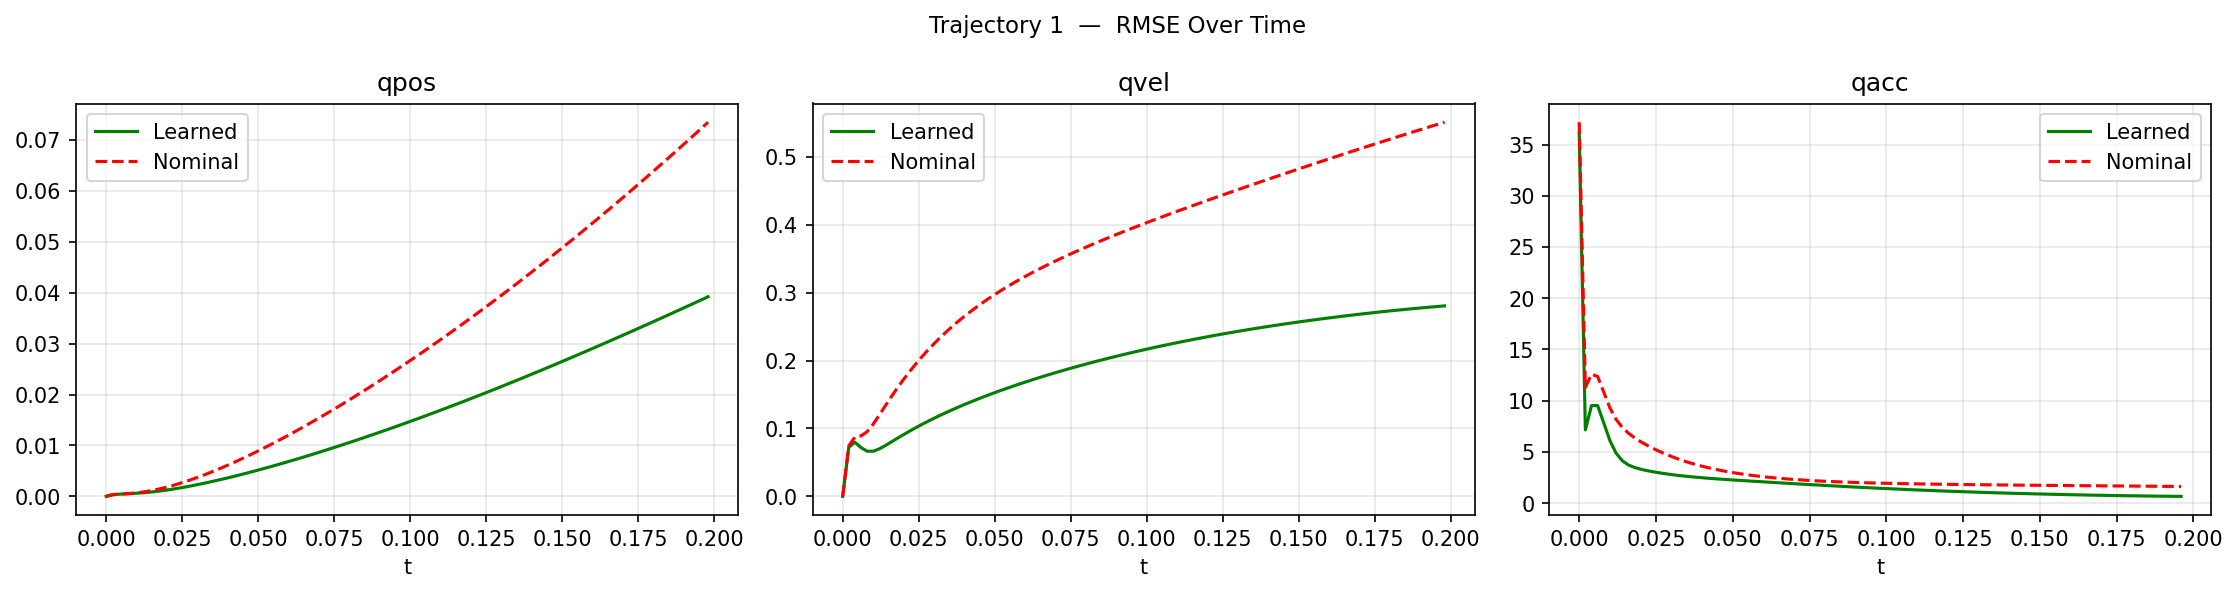 Trajectory 1 — RMSE Over Time
qpos
Learned
Nominal
0.07
0.06
0.05
0.04
0.03
0.02
0.01
0.00
0.000 0.025 0.050 0.075 0.100 0.125 0.150 0.175 0.200
t
qvel
Learned
Nominal
0.5
0.4
0.3
0.2
0.1
0.0
0.000 0.025 0.050 0.075 0.100 0.125 0.150 0.175 0.200
t
qacc
Learned
Nominal
35
30
25
20
15
10
5
0
0.000 0.025 0.050 0.075 0.100 0.125 0.150 0.175 0.200
t